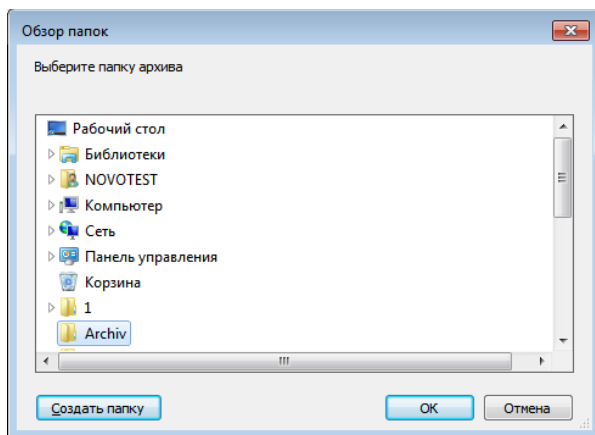 Обзор папок
Выберите папку архива
Рабочий стол
Библиотеки
NOVOTEST
Компьютер
Сеть
Панель управления
Корзина
1
Archiv
Создать папку
OK
Отмена